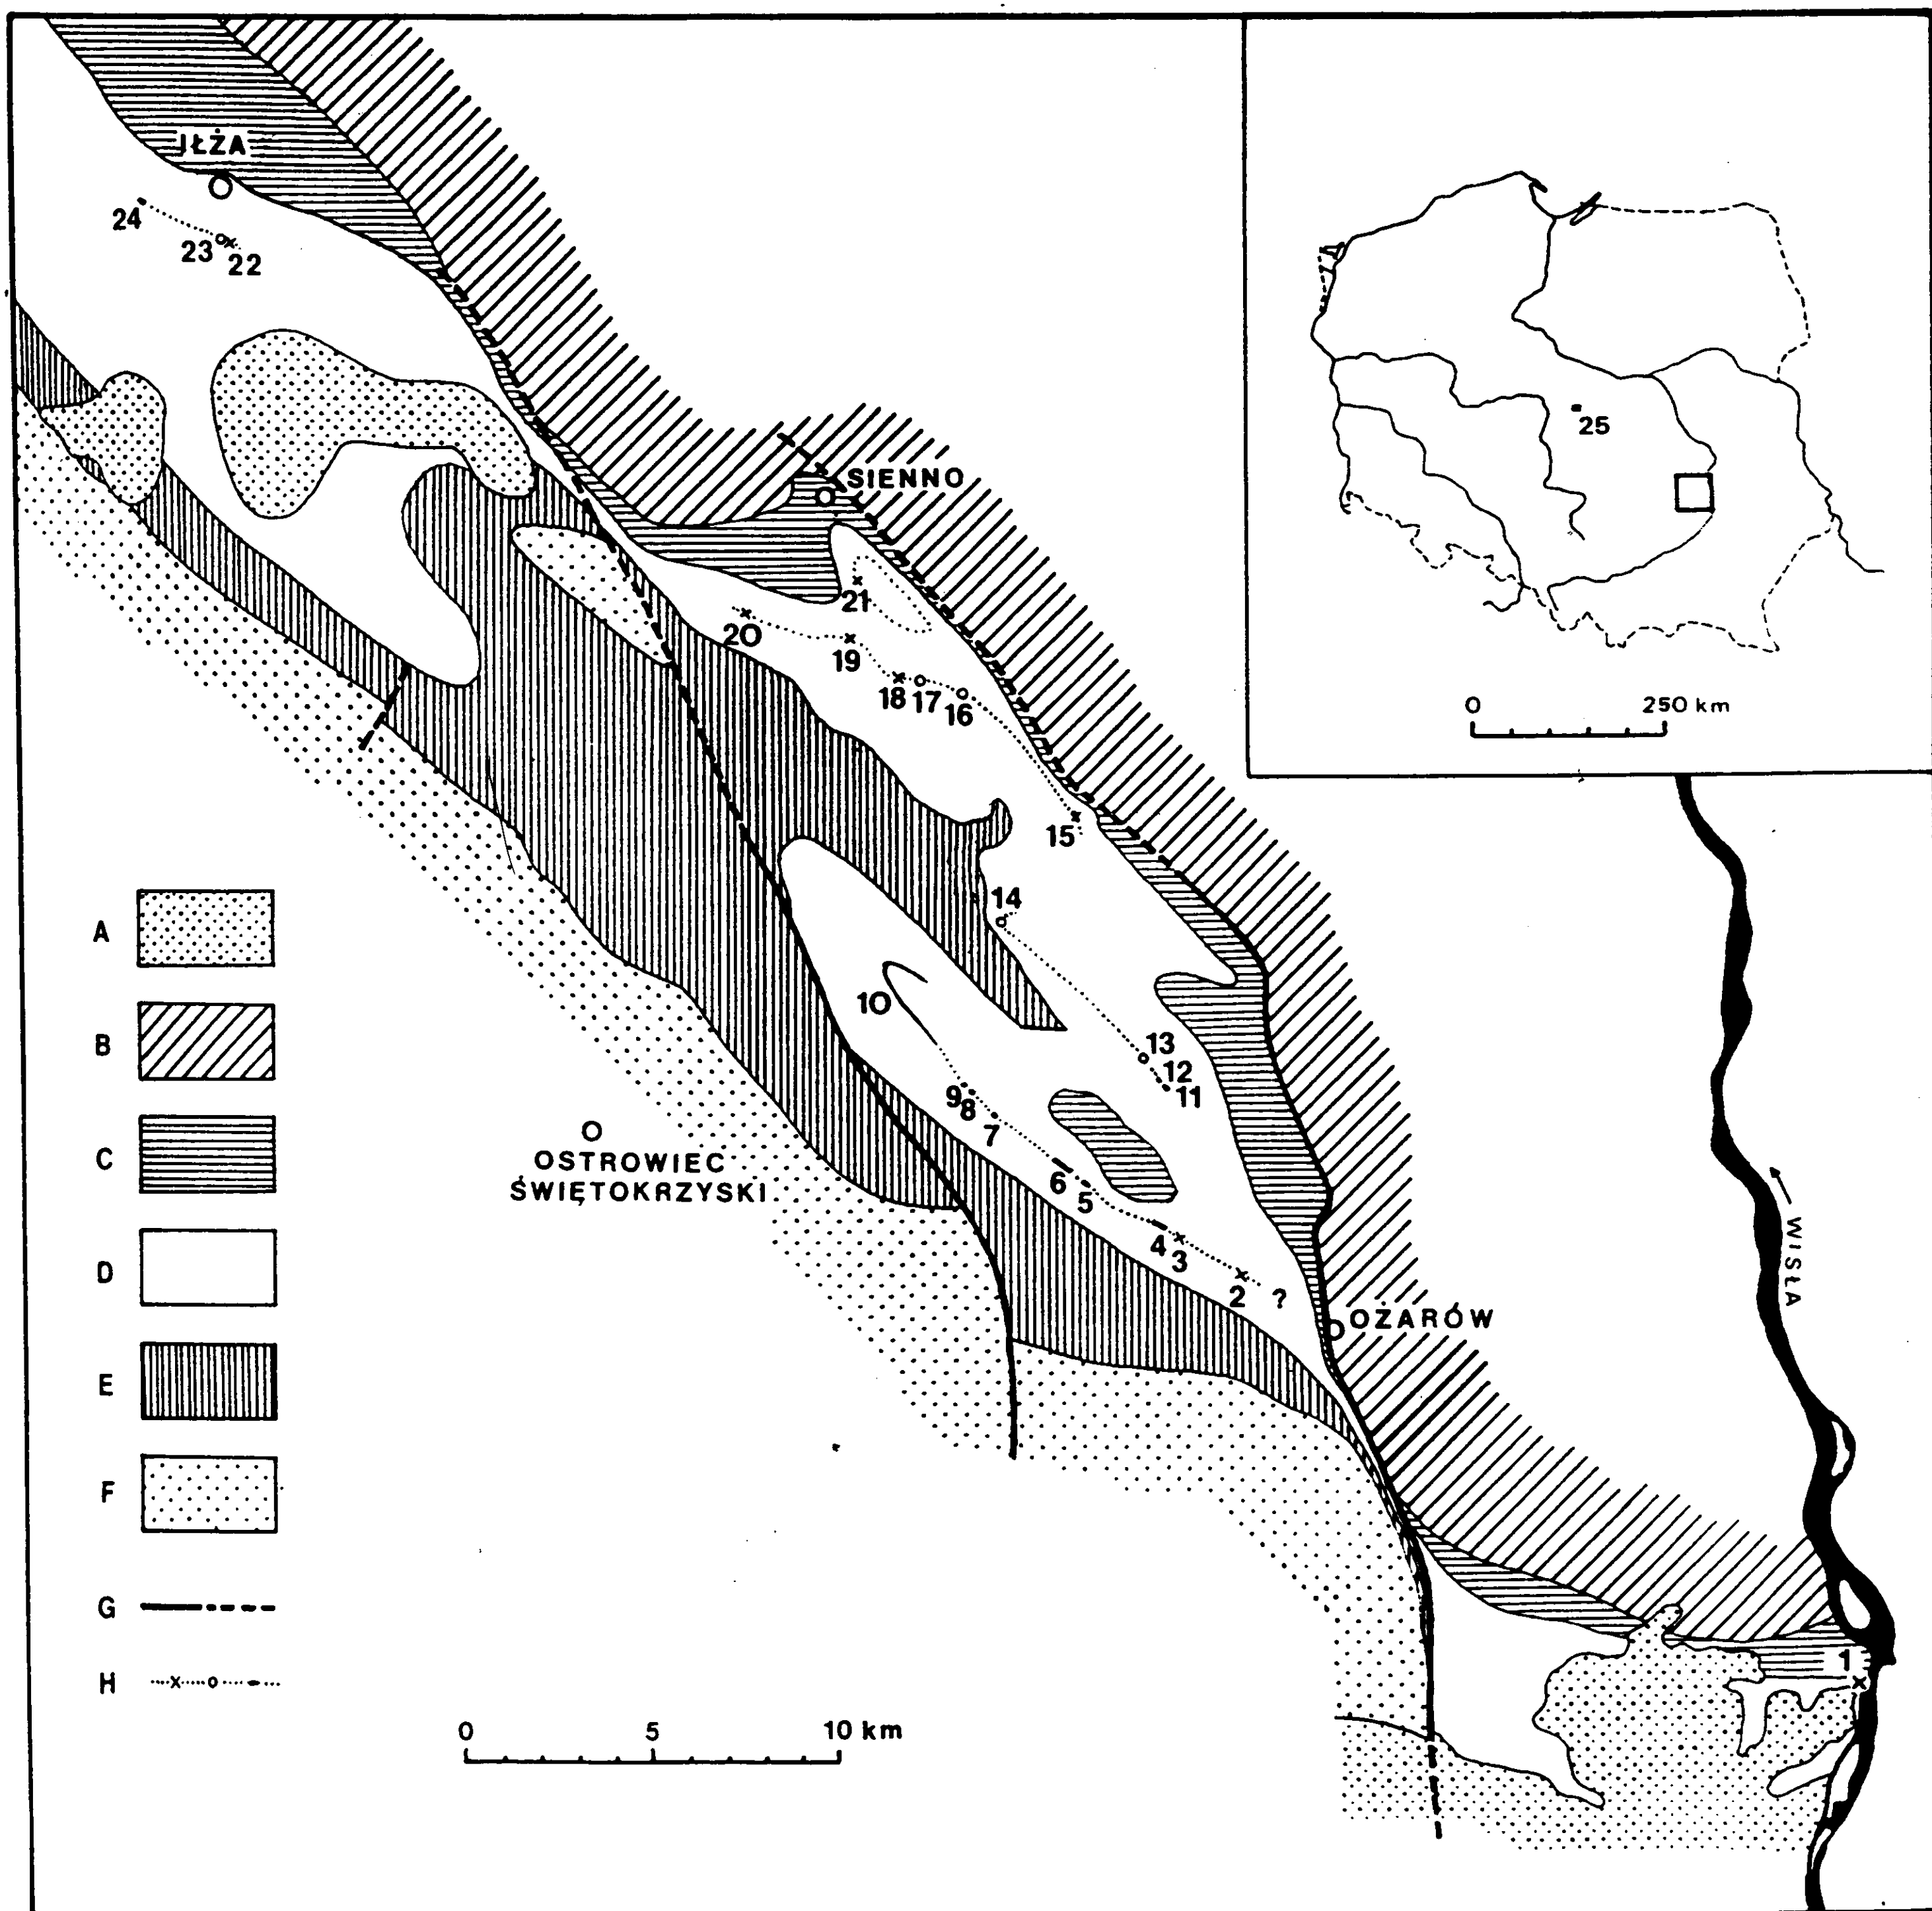 IŁŻA
24
23
22
25
SIENNO
21
20
19
18
17
16
0
250 km
15
14
10
13
12
11
9
8
7
6
5
4
3
2
?
OSTROWIEC
ŚWIĘTOKRZYSKI
WISŁA
OŻARÓW
A
B
C
D
E
F
G
H
0
5
10 km
1